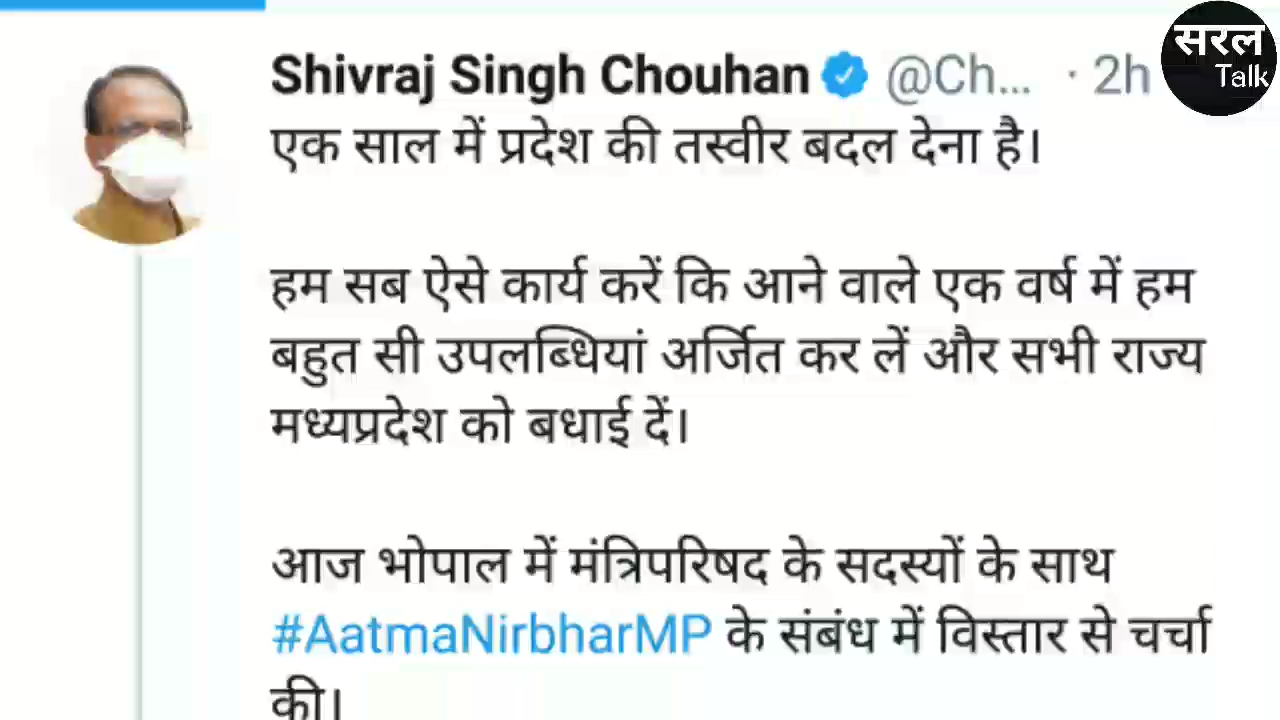 सरल
Talk
Shivraj Singh Chouhan @Ch... · 2h
एक साल में प्रदेश की तस्वीर बदल देना है।
हम सब ऐसे कार्य करें कि आने वाले एक वर्ष में हम
बहुत सी उपलब्धियां अर्जित कर लें और सभी राज्य
मध्यप्रदेश को बधाई दें।
आज भोपाल में मंत्रिपरिषद के सदस्यों के साथ
#AatmaNirbharMP के संबंध में विस्तार से चर्चा
की।